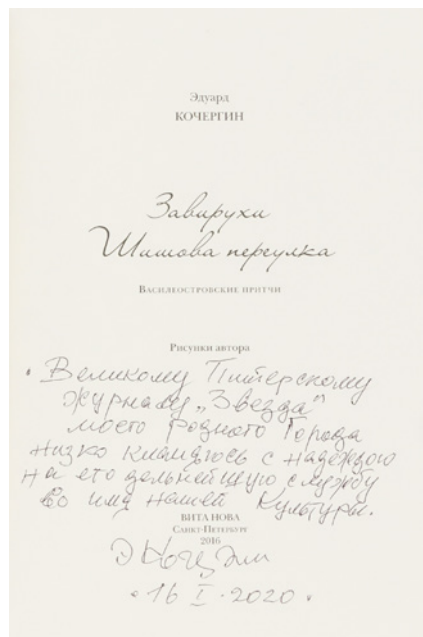 Эдуард
КОЧЕРГИН
Завирухи
Шишова переулка
ВАСИЛЕОСТРОВСКИЕ ПРИТЧИ
Рисунки автора
Великому Питерскому
журналу „Звезда"
моего родного Города
низко кланяюсь с надеждою
на его дальнейшую службу
во имя нашей Культуры.
ВИТА НОВА
САНКТ-ПЕТЕРБУРГ
2016
16 I 2020